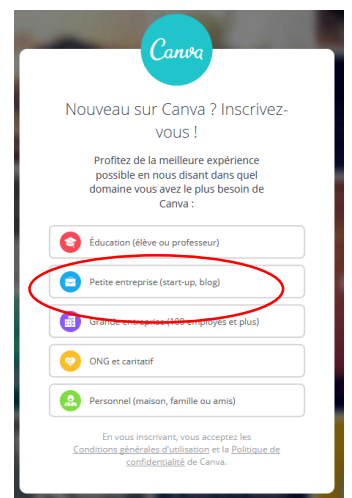 Canva
Nouveau sur Canva ? Inscrivez-
vous !
Profitez de la meilleure expérience
possible en nous disant dans quel
domaine vous avez le plus besoin de
Canva :
Éducation (élève ou professeur)
Petite entreprise (start-up, blog)
Grande entreprise (100 employés et plus)
ONG et caritatif
Personnel (maison, famille ou amis)
En vous inscrivant, vous acceptez les
Conditions générales d'utilisation et la Politique de
confidentialité de Canva.